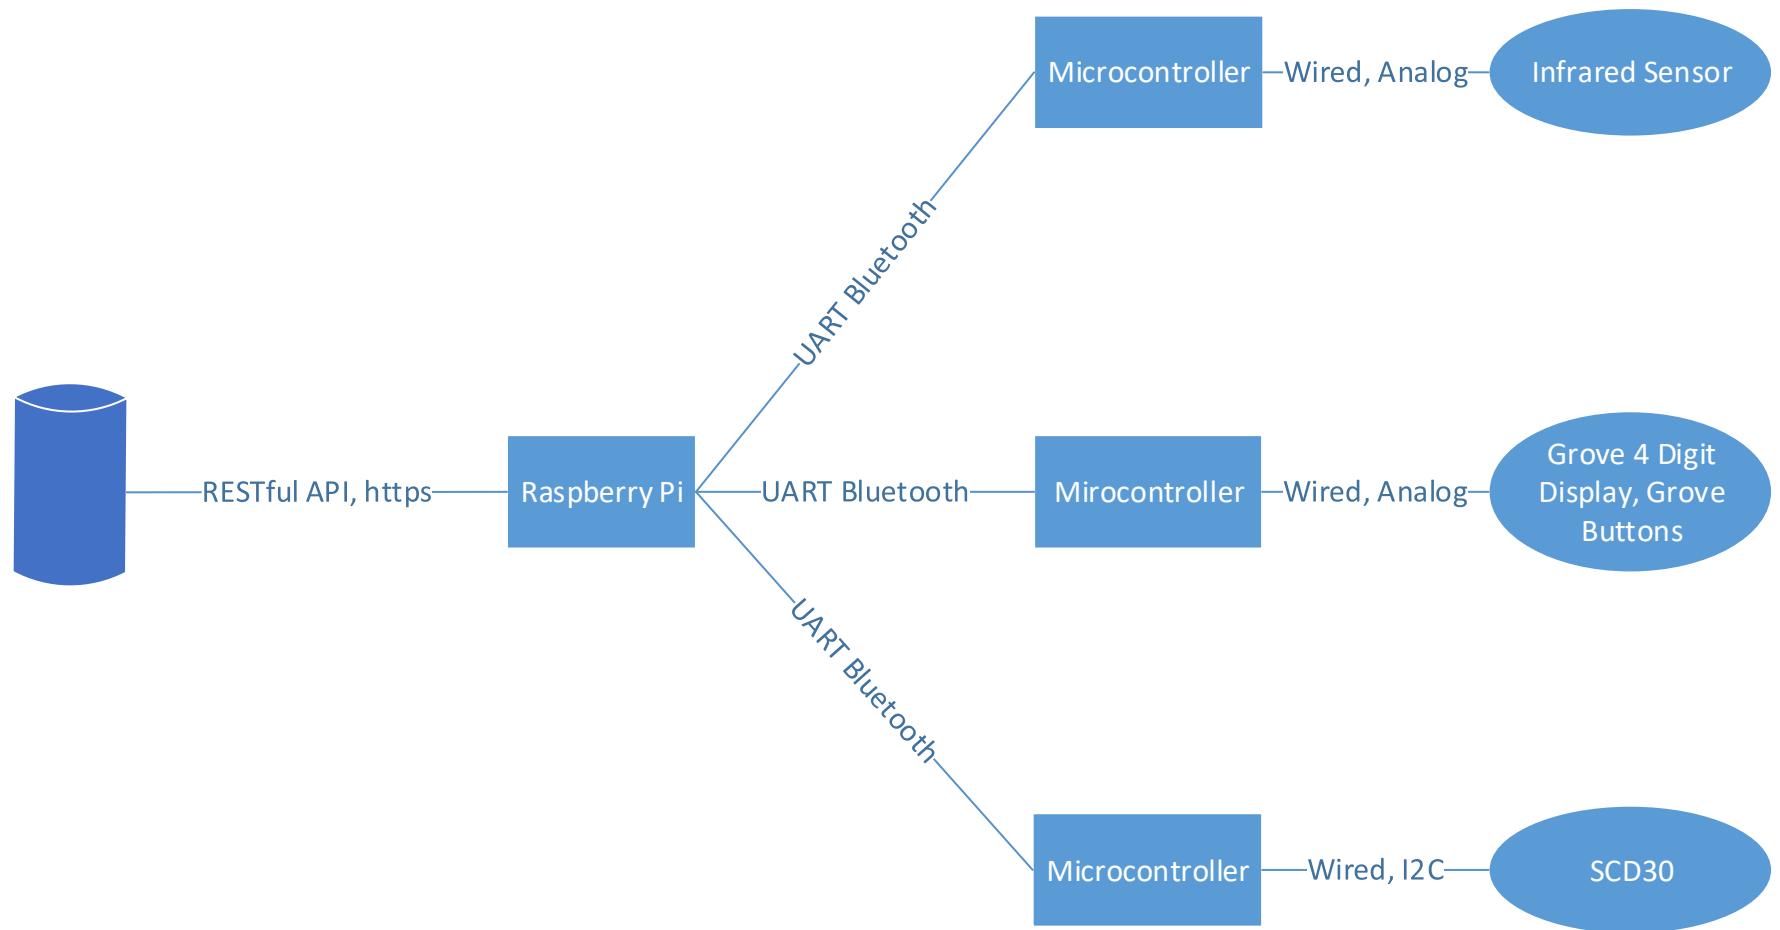 Microcontroller
Wired, Analog
Infrared Sensor
UART Bluetooth
RESTful API, https
Raspberry Pi
UART Bluetooth
Mirocontroller
Wired, Analog
Grove 4 Digit
Display, Grove
Buttons
UART Bluetooth
Microcontroller
Wired, I2C
SCD30